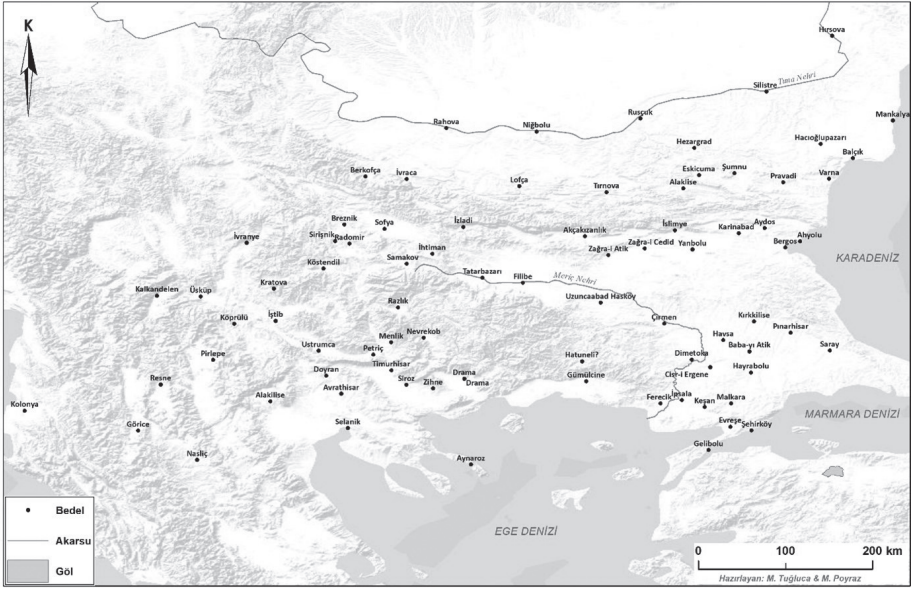 K
Hırsova
Tuna Nehri
Silistre
Mankalya
Rusçuk
Rahova
Niğbolu
Hezargrad
Hacıoğlupazarı
Balçık
Berkofça
İvraca
Lofça
Eskicuma
Şumnu
Alakilise
Pravadi
Varna
Tırnova
Breznik
Sofya
İzladi
Akçakızanlık
İslimye
Karinabad
Aydos
Ahyolu
Bergos
İvranye
Sirişnik
Radomir
Zağra-i Atik
Zağra-i Cedid
Yanbolu
İhtiman
Samakov
Köstendil
KARADENİZ
Tatarbazarı
Filibe
Meriç Nehri
Kalkandelen
Üsküp
Kratova
Razlık
Uzuncaabad Hasköy
Köprülü
İştib
Çirmen
Kırkkilise
Pınarhisar
Ustrumca
Menlik
Nevrekob
Petriç
Havsa
Baba-yı Atik
Saray
Pirlepe
Timurhisar
Hatuneli?
Dimetoka
Resne
Doyran
Siroz
Zihne
Drama
Drama
Gümülcine
Cisr-i Ergene
Hayrabolu
Kolonya
Alakilise
Avrathisar
Ferecik
İpsala
Keşan
Malkara
MARMARA DENİZİ
Görice
Selanik
Evreşe
Şehirköy
Nasliç
Aynaroz
Gelibolu
EGE DENİZİ
Bedel
Akarsu
Göl
0 100 200 km
Hazırlayan: M. Tuğluca & M. Poyraz